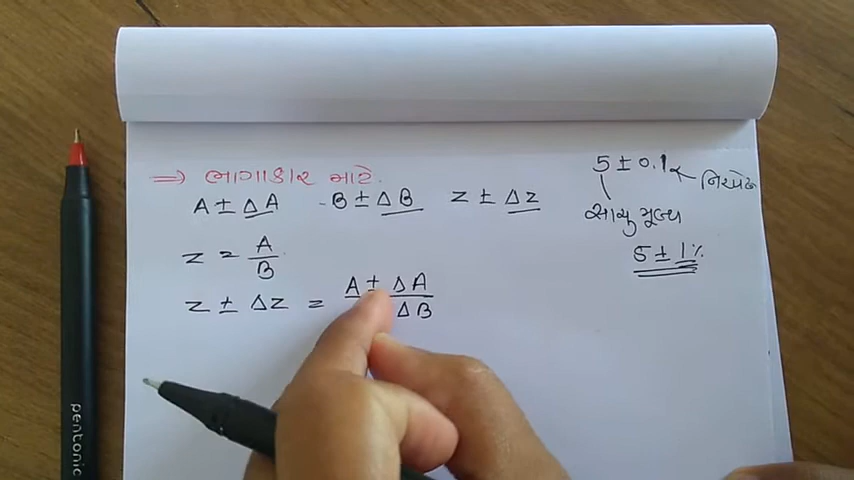 ⇒ ભાગાકાર માટે.
A ± ΔA B ± ΔB Z ± ΔZ
Z = A/B
Z ± ΔZ = A ± ΔA / ΔB
5 ± 0.1 ← નિરપેક્ષ
સાચુ મૂલ્ય
5 ± 1%
pentonic